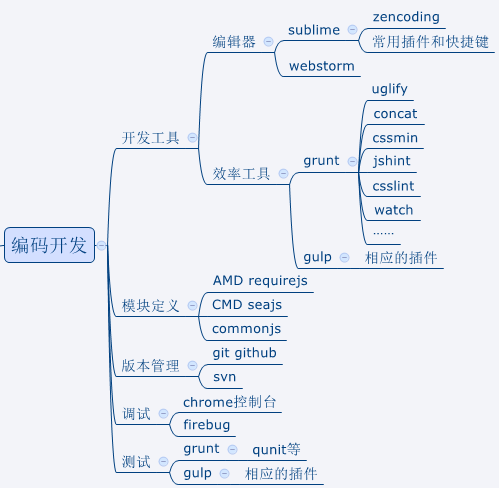 编码开发
开发工具
编辑器
sublime
zencoding
常用插件和快捷键
webstorm
效率工具
grunt
uglify
concat
cssmin
jshint
csslint
watch
......
gulp
相应的插件
模块定义
AMD requirejs
CMD seajs
commonjs
版本管理
git github
svn
调试
chrome控制台
firebug
测试
grunt
qunit等
gulp
相应的插件